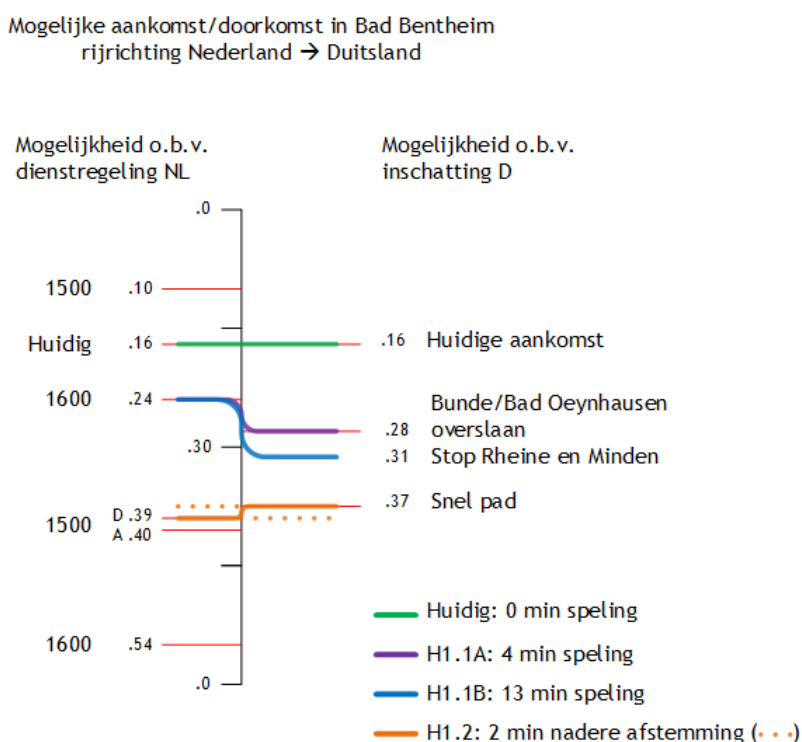 Mogelijke aankomst/doorkomst in Bad Bentheim
rijrichting Nederland → Duitsland
Mogelijkheid o.b.v.
dienstregeling NL
Mogelijkheid o.b.v.
inschatting D
.0
1500 .10
Huidig .16
.16 Huidige aankomst
1600 .24
Bunde/Bad Oeynhausen
.28 overslaan
.30
.31 Stop Rheine en Minden
.37 Snel pad
D .39
1500
A .40
1600 .54
.0
Huidig: 0 min speling
H1.1A: 4 min speling
H1.1B: 13 min speling
H1.2: 2 min nadere afstemming (· · ·)